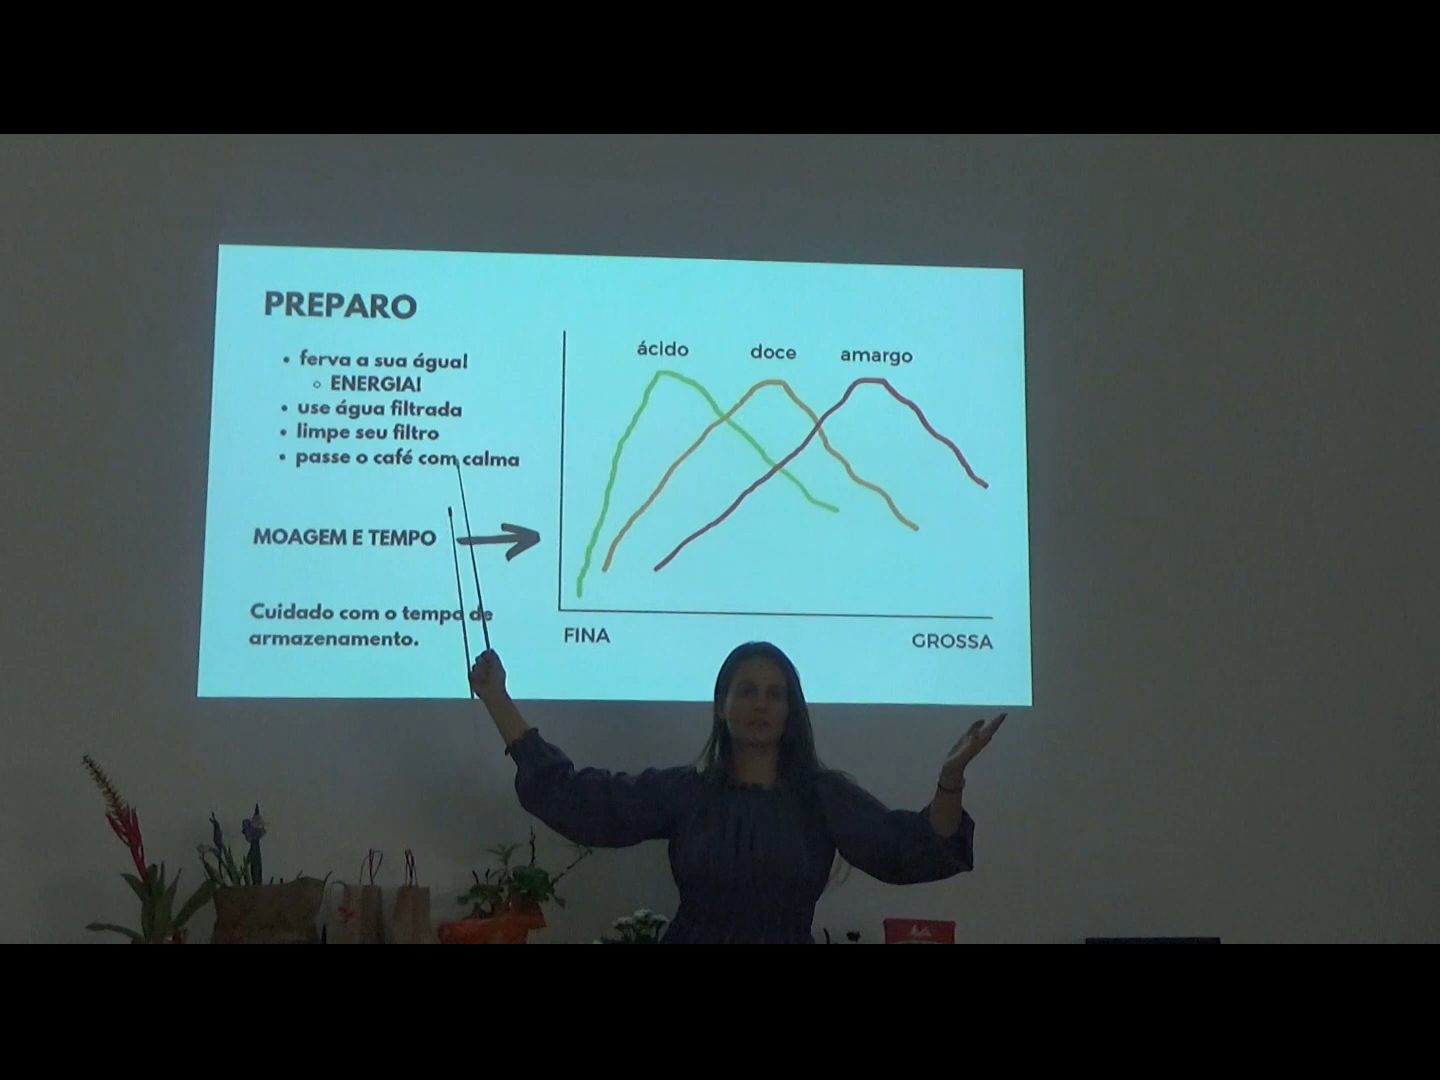 PREPARO
• ferva a sua água!
○ ENERGIA!
• use água filtrada
• limpe seu filtro
• passe o café com calma
MOAGEM E TEMPO
Cuidado com o tempo de
armazenamento.
ácido
doce
amargo
FINA
GROSSA